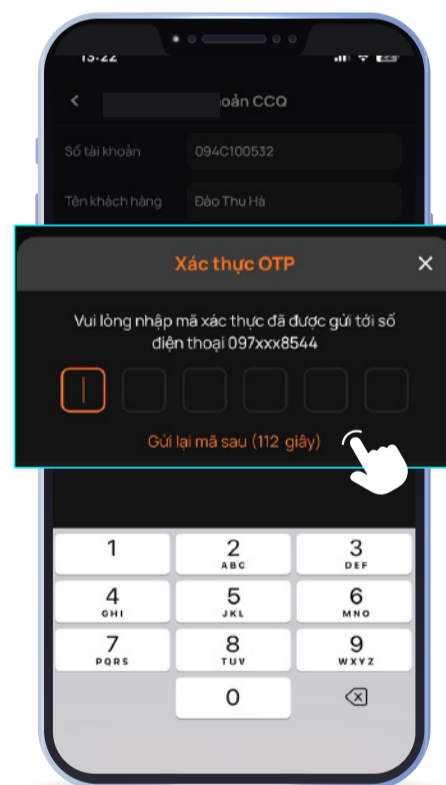 13:22
oản CCQ
Số tài khoản 094C100532
Tên khách hàng Đào Thu Hà
Xác thực OTP
Vui lòng nhập mã xác thực đã được gửi tới số
điện thoại 097xxx8544
Gửi lại mã sau (112 giây)
1 2 3
ABC DEF
4 5 6
GHI JKL MNO
7 8 9
PQRS TUV WXYZ
0